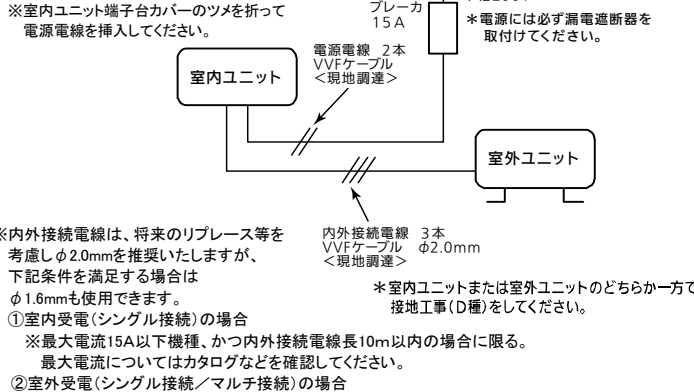 ※室内ユニット端子台カバーのツメを折って
電源電線を挿入してください。
ブレーカ
15A
＊電源には必ず漏電遮断器を
取付けてください。
電源電線 2本
VVFケーブル
＜現地調達＞
室内ユニット
室外ユニット
内外接続電線 3本
VVFケーブル φ2.0mm
＜現地調達＞
※内外接続電線は、将来のリプレース等を
考慮しφ2.0mmを推奨いたしますが、
下記条件を満足する場合は
φ1.6mmも使用できます。
＊室内ユニットまたは室外ユニットのどちらか一方で
接地工事(D種)をしてください。
①室内受電(シングル接続)の場合
※最大電流15A以下機種、かつ内外接続電線長10m以内の場合に限る。
最大電流についてはカタログなどを確認してください。
②室外受電(シングル接続／マルチ接続)の場合